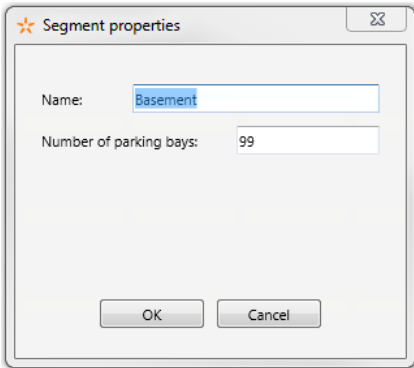 Segment properties
Name: Basement
Number of parking bays: 99
OK Cancel